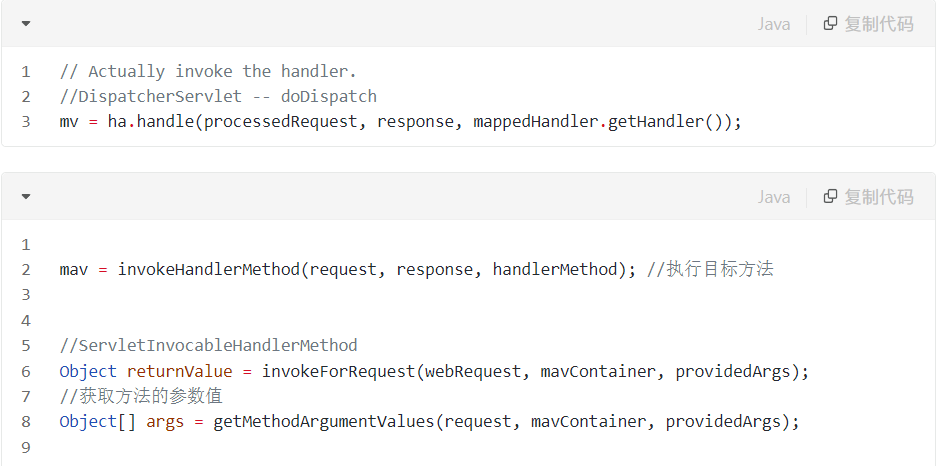 Java 复制代码
1 // Actually invoke the handler.
2 //DispatcherServlet -- doDispatch
3 mv = ha.handle(processedRequest, response, mappedHandler.getHandler());
Java 复制代码
1
2 mav = invokeHandlerMethod(request, response, handlerMethod); //执行目标方法
3
4
5 //ServletInvocableHandlerMethod
6 Object returnValue = invokeForRequest(webRequest, mavContainer, providedArgs);
7 //获取方法的参数值
8 Object[] args = getMethodArgumentValues(request, mavContainer, providedArgs);
9